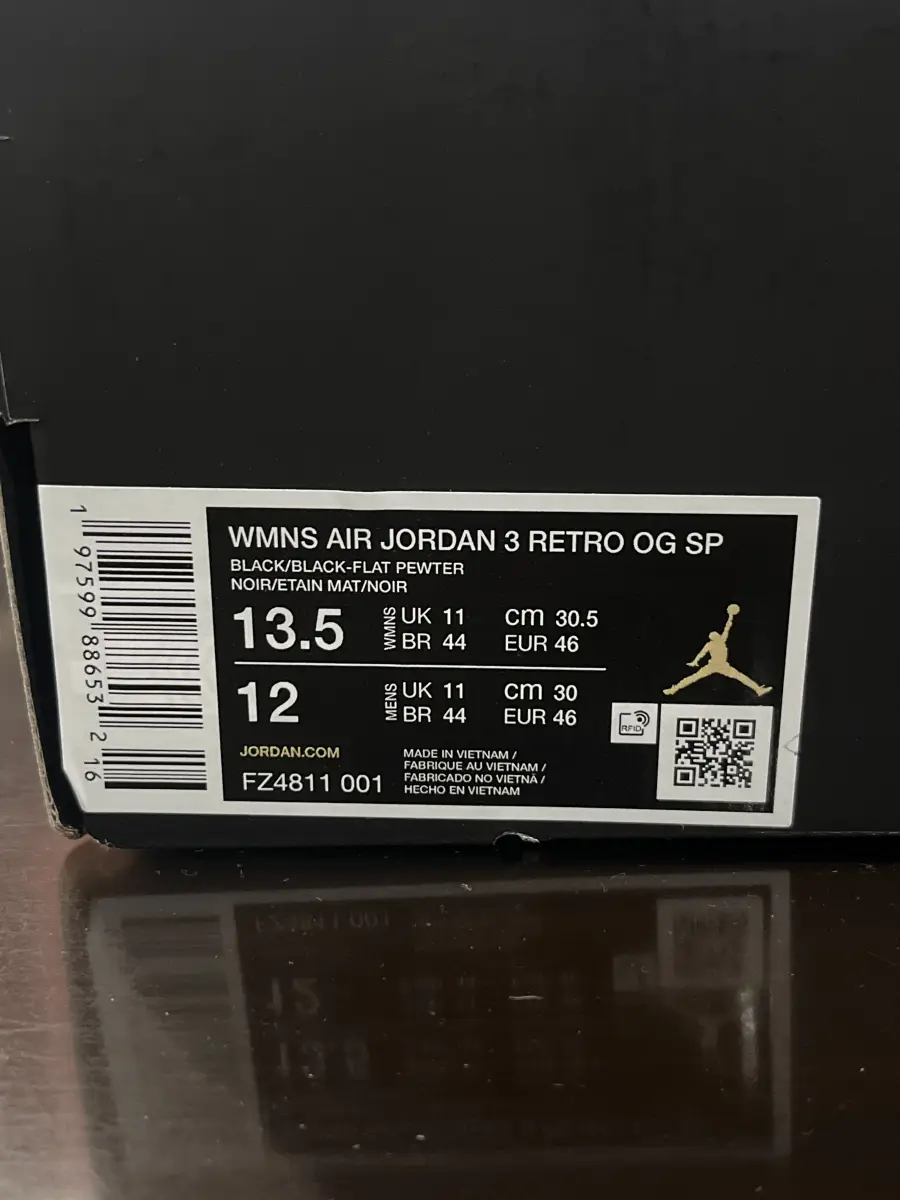 WMNS AIR JORDAN 3 RETRO OG SP
BLACK/BLACK-FLAT PEWTER
NOIR/ETAIN MAT/NOIR
13.5 WMNS UK 11 cm 30.5
BR 44 EUR 46
12 MENS UK 11 cm 30
BR 44 EUR 46
RFID
JORDAN.COM
FZ4811 001
MADE IN VIETNAM /
FABRIQUE AU VIETNAM /
FABRICADO NO VIETNÃ /
HECHO EN VIETNAM
1 97599 88653 2 16